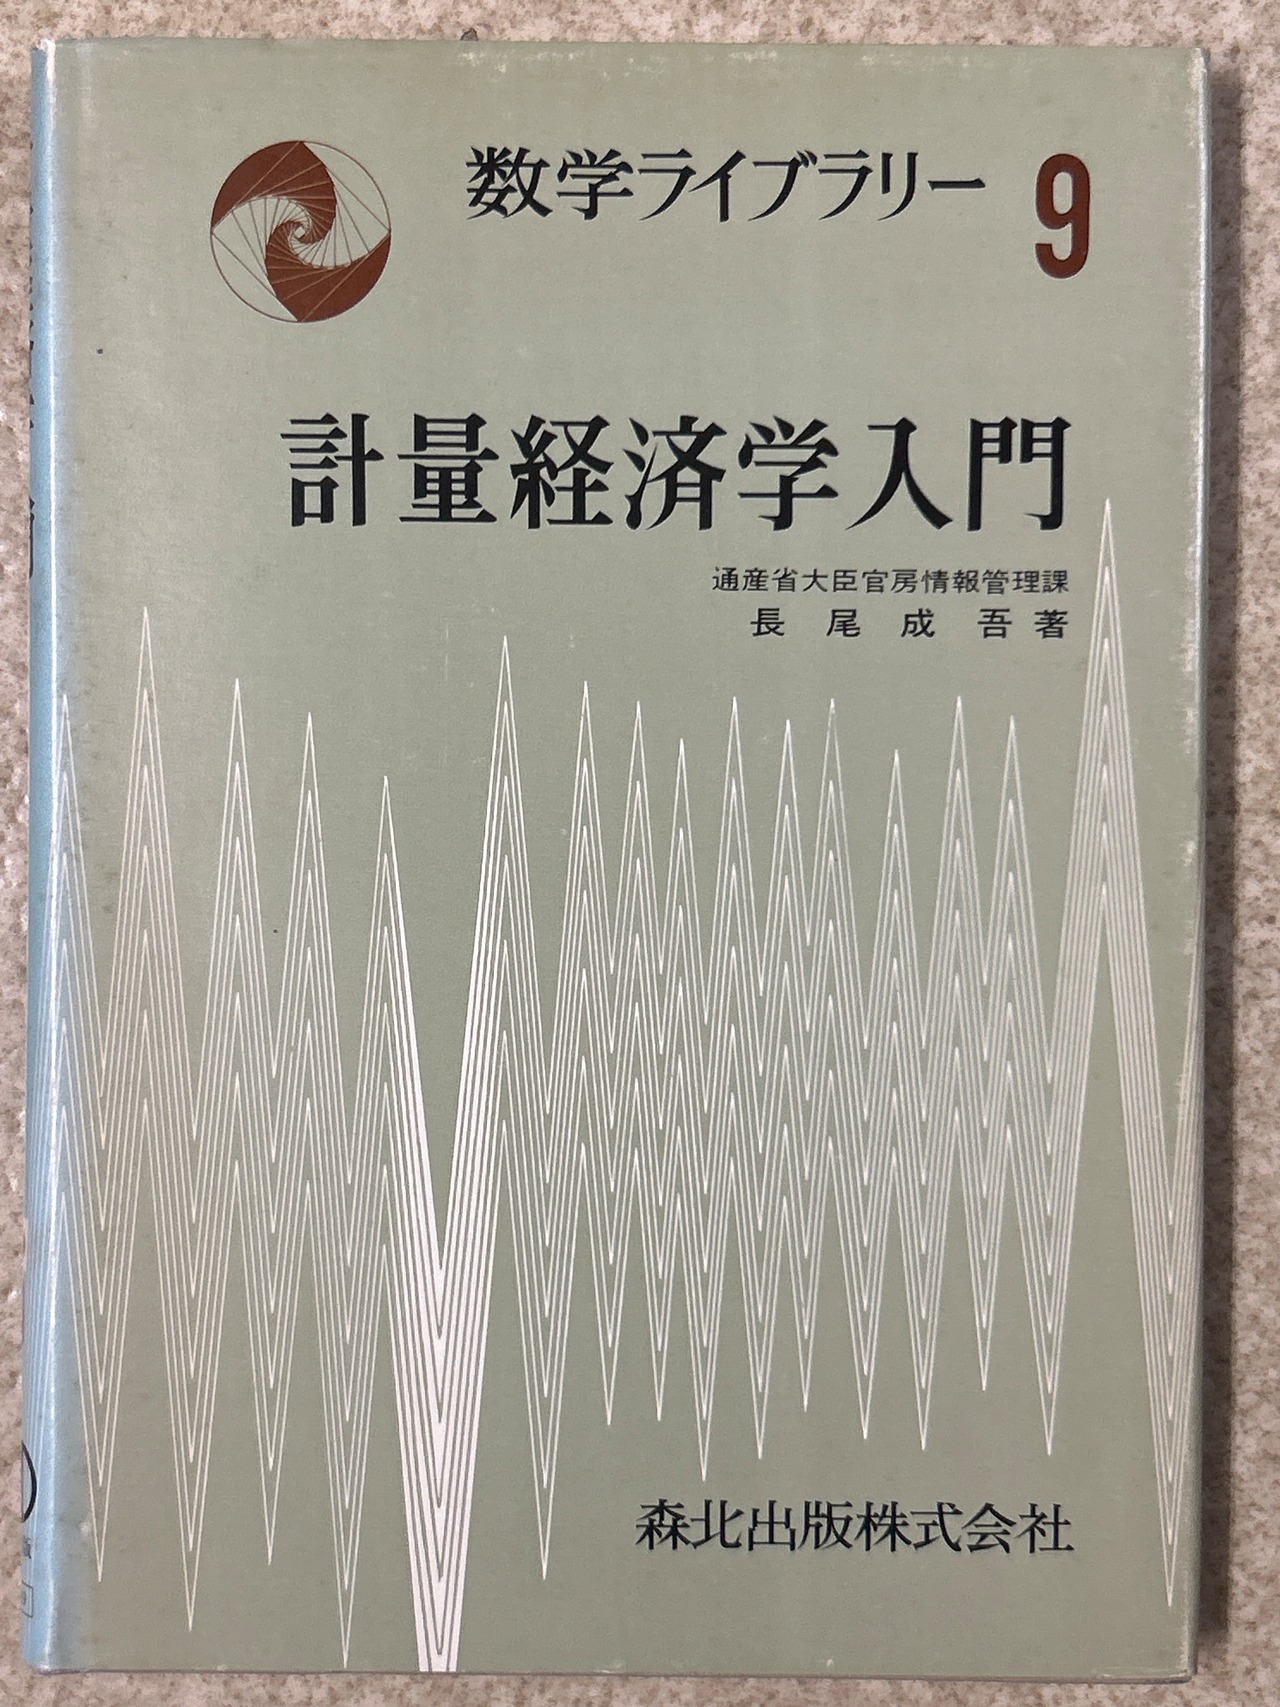 数学ライブラリー 9
計量経済学入門
通産省大臣官房情報管理課
長尾成吾著
森北出版株式会社